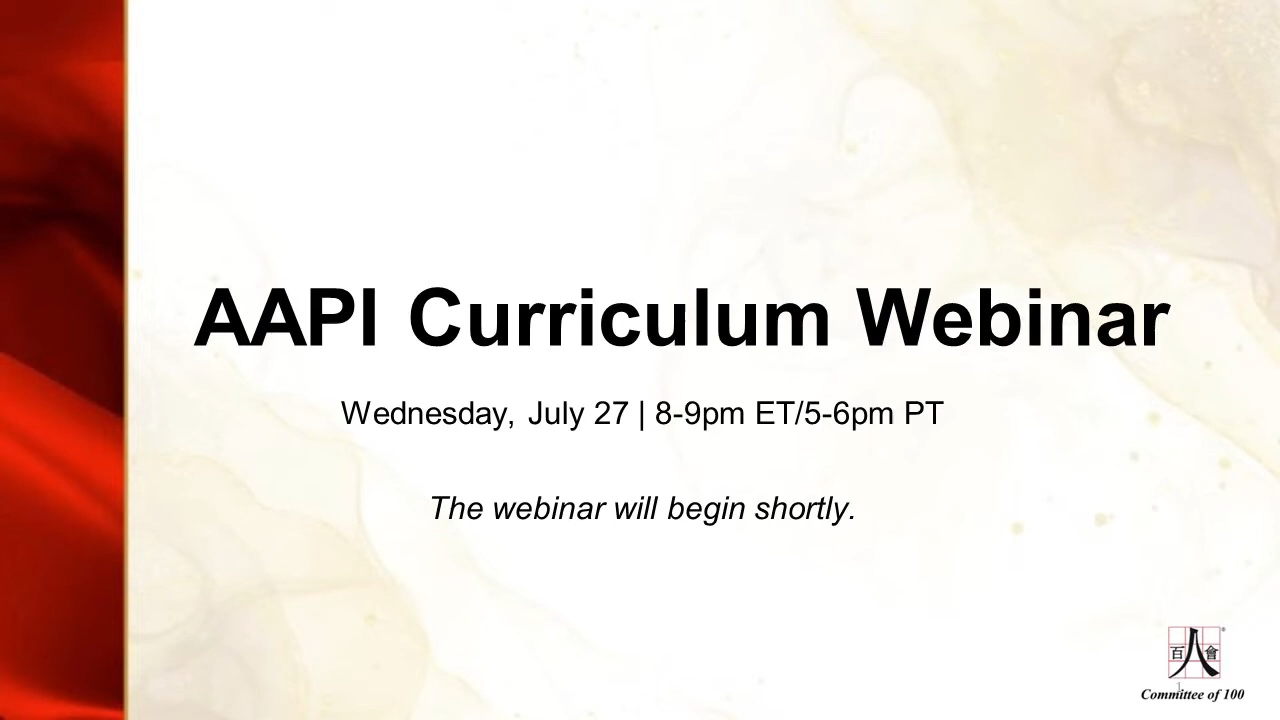 AAPI Curriculum Webinar
Wednesday, July 27 | 8-9pm ET/5-6pm PT
The webinar will begin shortly.
百人會®
1
Committee of 100